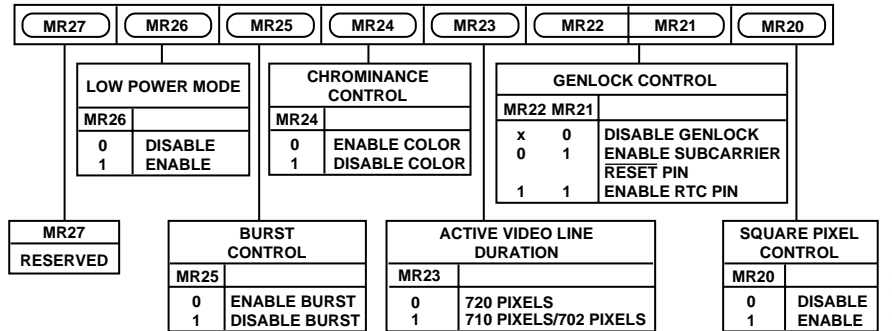 MR27 MR26 MR25 MR24 MR23 MR22 MR21 MR20
LOW POWER MODE
MR26
0 DISABLE
1 ENABLE
CHROMINANCE
CONTROL
MR24
0 ENABLE COLOR
1 DISABLE COLOR
GENLOCK CONTROL
MR22 MR21
x 0 DISABLE GENLOCK
0 1 ENABLE SUBCARRIER
RESET PIN
1 1 ENABLE RTC PIN
MR27
RESERVED
BURST
CONTROL
MR25
0 ENABLE BURST
1 DISABLE BURST
ACTIVE VIDEO LINE
DURATION
MR23
0 720 PIXELS
1 710 PIXELS/702 PIXELS
SQUARE PIXEL
CONTROL
MR20
0 DISABLE
1 ENABLE